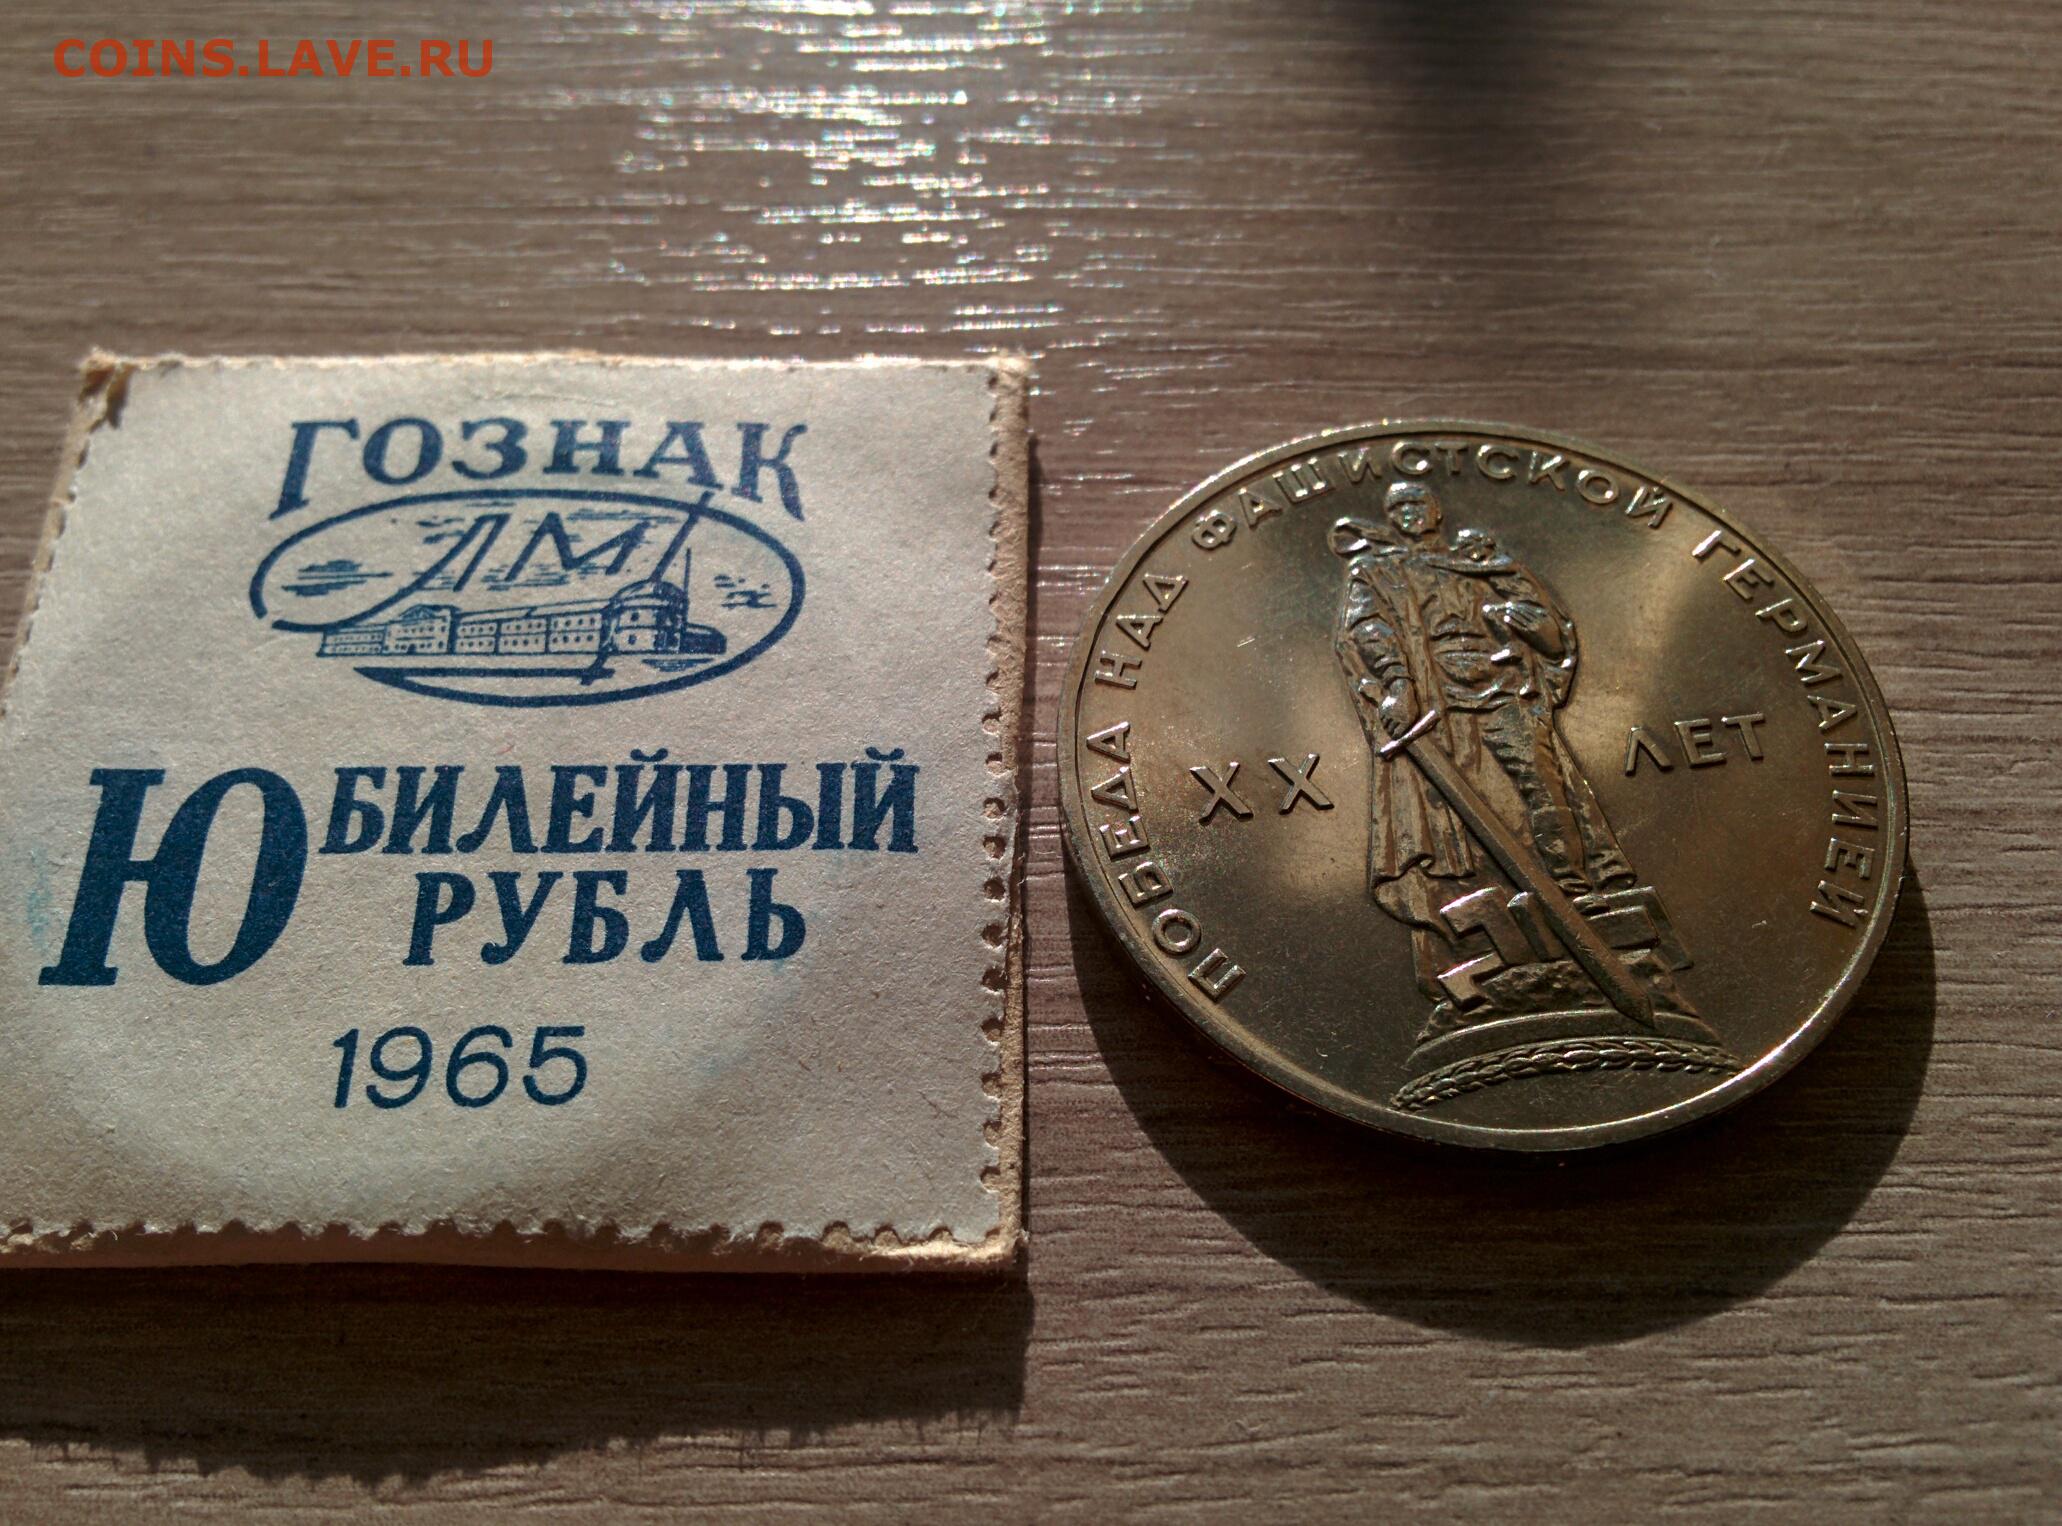 COINS.LAVE.RU
ГОЗНАК
ЛМ
ЮБИЛЕЙНЫЙ
РУБЛЬ
1965
ПОБЕДА НАД ФАШИСТСКОЙ ГЕРМАНИЕЙ
XX ЛЕТ